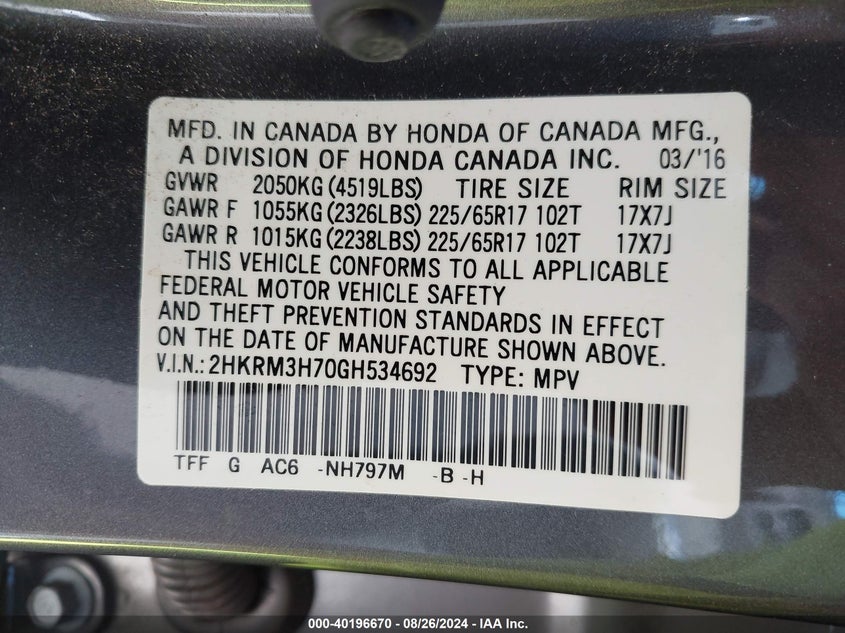 MFD. IN CANADA BY HONDA OF CANADA MFG.,
A DIVISION OF HONDA CANADA INC. 03/'16
GVWR 2050KG (4519LBS) TIRE SIZE RIM SIZE
GAWR F 1055KG (2326LBS) 225/65R17 102T 17X7J
GAWR R 1015KG (2238LBS) 225/65R17 102T 17X7J
THIS VEHICLE CONFORMS TO ALL APPLICABLE
FEDERAL MOTOR VEHICLE SAFETY
AND THEFT PREVENTION STANDARDS IN EFFECT
ON THE DATE OF MANUFACTURE SHOWN ABOVE.
V.I.N.: 2HKRM3H70GH534692 TYPE: MPV
TFF G AC6 -NH797M -B -H
000-40196670 - 08/26/2024 - IAA Inc.